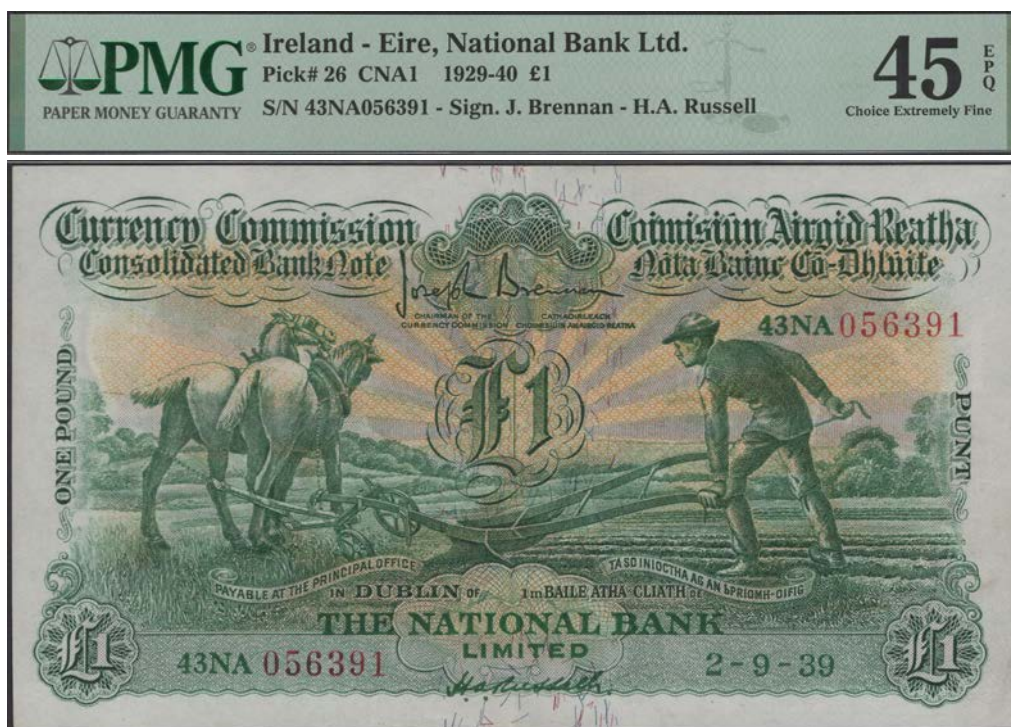 PMG®
PAPER MONEY GUARANTY
Ireland - Eire, National Bank Ltd.
Pick# 26 CNA1 1929-40 £1
S/N 43NA056391 - Sign. J. Brennan - H.A. Russell
45
EPQ
Choice Extremely Fine
Currency Commission
Consolidated Bank Note
Coimisiún Airgid Reatha
Nóta Bainc Có-Dhlúite
Joseph Brennan
CHAIRMAN OF THE
CURRENCY COMMISSION
CATHAOIRLEACH
CHOIMISIÚN AN AIRGID REATHA
43NA 056391
ONE POUND
£1
PUNT
PAYABLE AT THE PRINCIPAL OFFICE
IN DUBLIN OF
TÁ SO INÍOCTHA AG AN BPRÍOMH-OIFIG
I mBAILE ATHA CLIATH DE
THE NATIONAL BANK
LIMITED
£1
43NA 056391
2-9-39
£1
H.A. Russell.